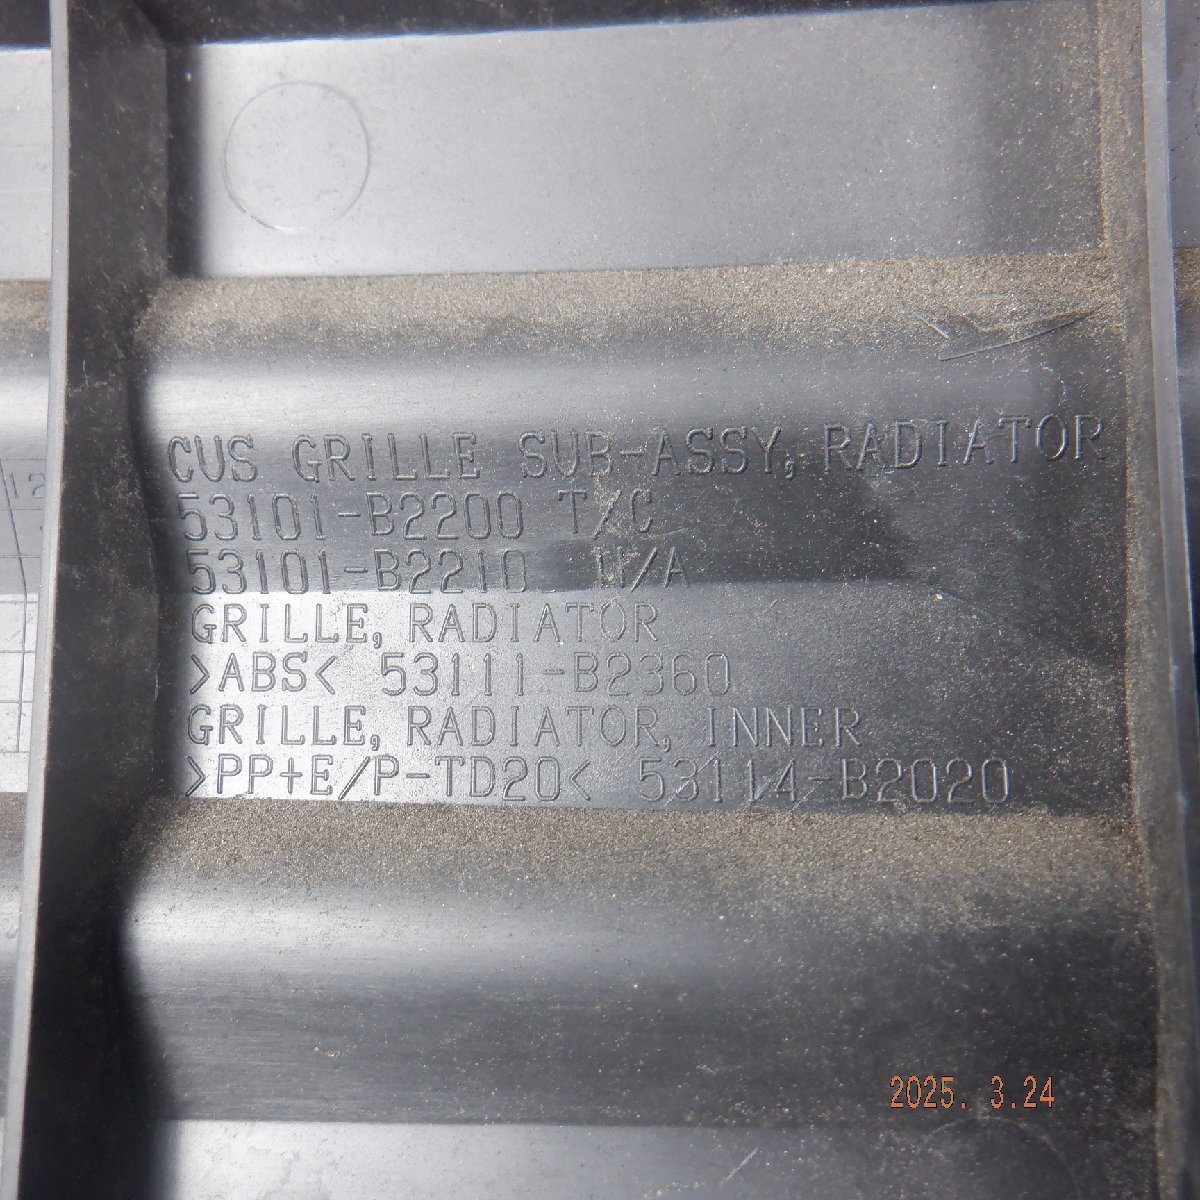 CUS GRILLE SUB-ASSY, RADIATOR
53101-B2200 T/C
53101-B2210 N/A
GRILLE, RADIATOR
>ABS< 53111-B2360
GRILLE, RADIATOR, INNER
>PP+E/P-TD20< 53114-B2020
12
2025. 3.24